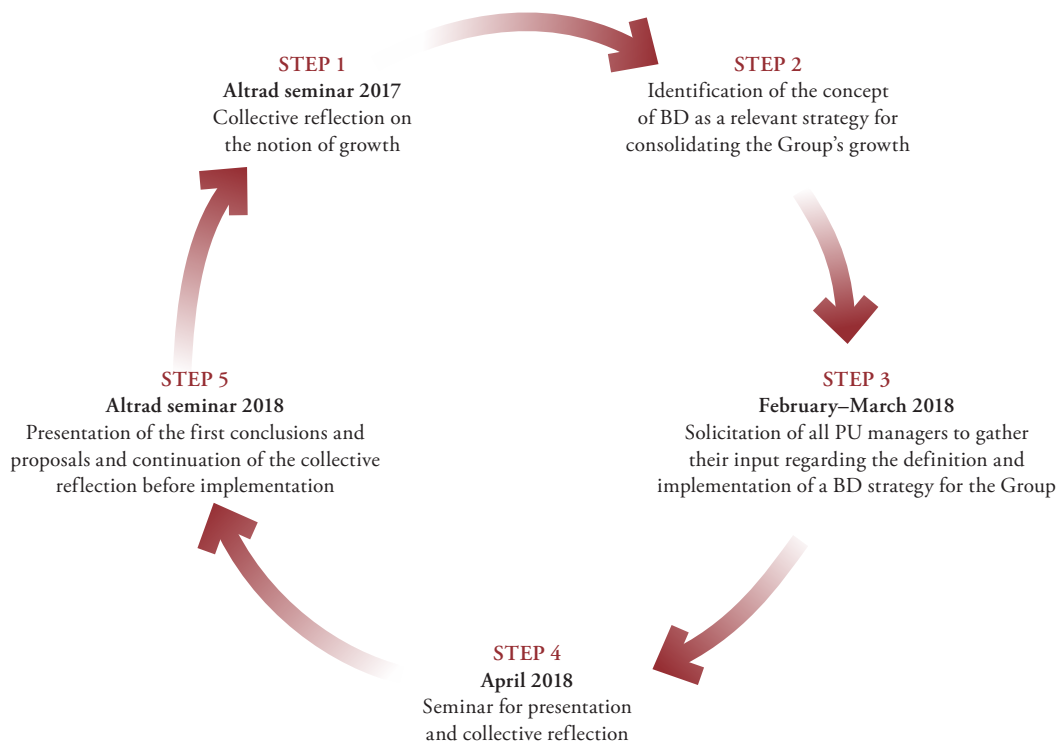 STEP 1
Altrad seminar 2017
Collective reflection on
the notion of growth
STEP 2
Identification of the concept
of BD as a relevant strategy for
consolidating the Group’s growth
STEP 3
February–March 2018
Solicitation of all PU managers to gather
their input regarding the definition and
implementation of a BD strategy for the Group
STEP 4
April 2018
Seminar for presentation
and collective reflection
STEP 5
Altrad seminar 2018
Presentation of the first conclusions and
proposals and continuation of the collective
reflection before implementation